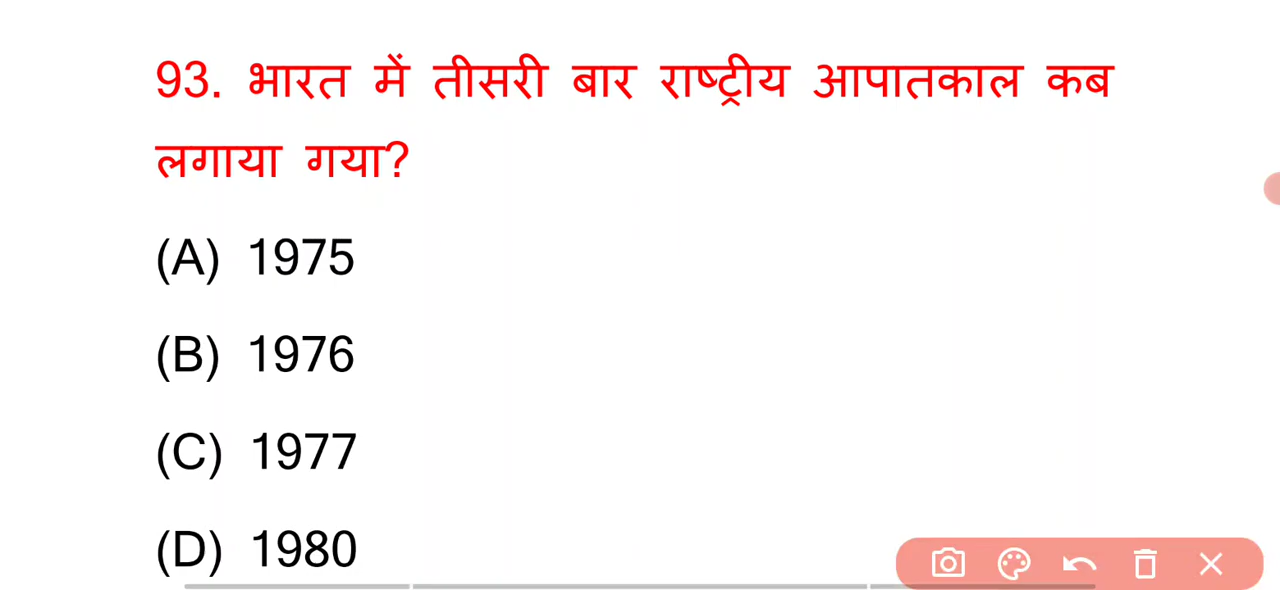 93. भारत में तीसरी बार राष्ट्रीय आपातकाल कब
लगाया गया?
(A) 1975
(B) 1976
(C) 1977
(D) 1980